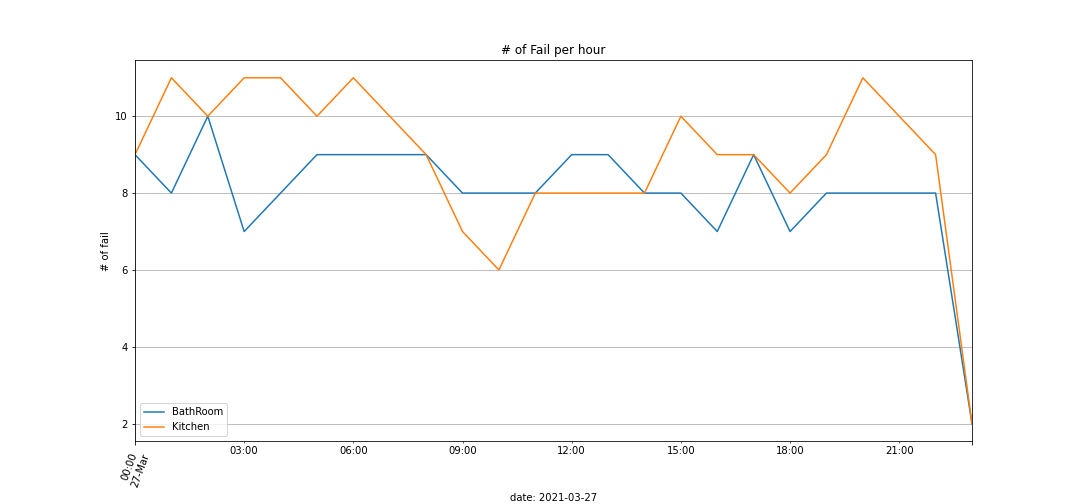 # of Fail per hour
# of fail
10
8
6
4
2
BathRoom
Kitchen
00:00
27-Mar
03:00
06:00
09:00
12:00
15:00
18:00
21:00
date: 2021-03-27